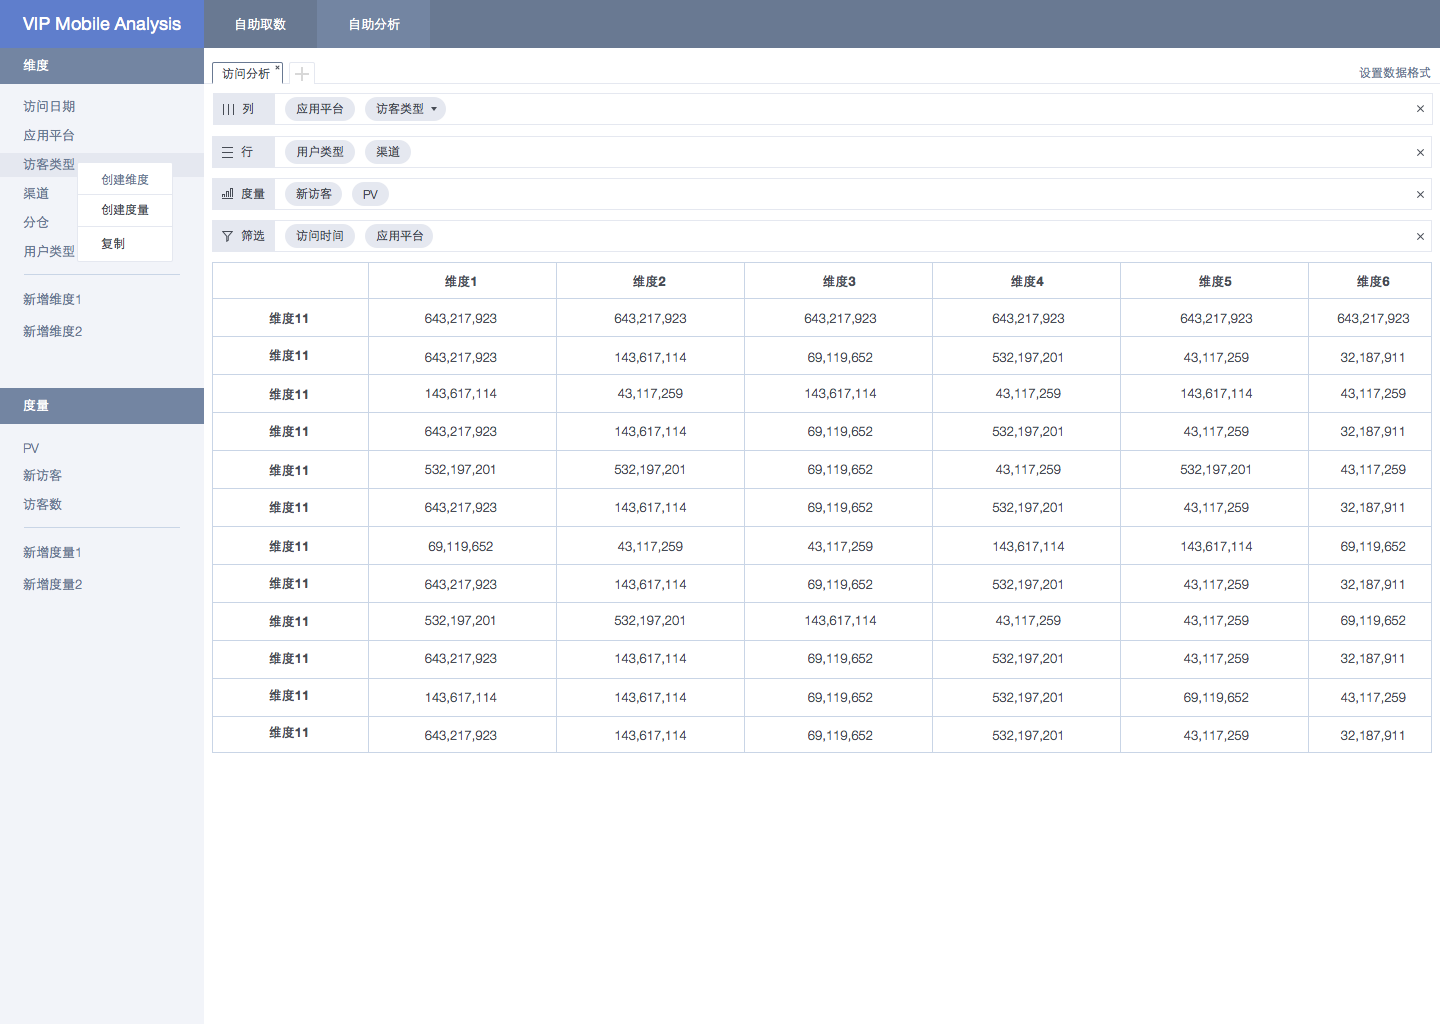 VIP Mobile Analysis 自助取数 自助分析
维度
访问日期
应用平台
访客类型
渠道
分仓
用户类型
创建维度
创建度量
复制
新增维度1
新增维度2
度量
PV
新访客
访客数
新增度量1
新增度量2
访问分析 × + 设置数据格式
列 应用平台 访客类型 ×
行 用户类型 渠道 ×
度量 新访客 PV ×
筛选 访问时间 应用平台 ×
维度1 维度2 维度3 维度4 维度5 维度6
维度11 643,217,923 643,217,923 643,217,923 643,217,923 643,217,923 643,217,923
维度11 643,217,923 143,617,114 69,119,652 532,197,201 43,117,259 32,187,911
维度11 143,617,114 43,117,259 143,617,114 43,117,259 143,617,114 43,117,259
维度11 643,217,923 143,617,114 69,119,652 532,197,201 43,117,259 32,187,911
维度11 532,197,201 532,197,201 69,119,652 43,117,259 532,197,201 43,117,259
维度11 643,217,923 143,617,114 69,119,652 532,197,201 43,117,259 32,187,911
维度11 69,119,652 43,117,259 43,117,259 143,617,114 143,617,114 69,119,652
维度11 643,217,923 143,617,114 69,119,652 532,197,201 43,117,259 32,187,911
维度11 532,197,201 532,197,201 143,617,114 43,117,259 43,117,259 69,119,652
维度11 643,217,923 143,617,114 69,119,652 532,197,201 43,117,259 32,187,911
维度11 143,617,114 143,617,114 69,119,652 532,197,201 69,119,652 43,117,259
维度11 643,217,923 143,617,114 69,119,652 532,197,201 43,117,259 32,187,911